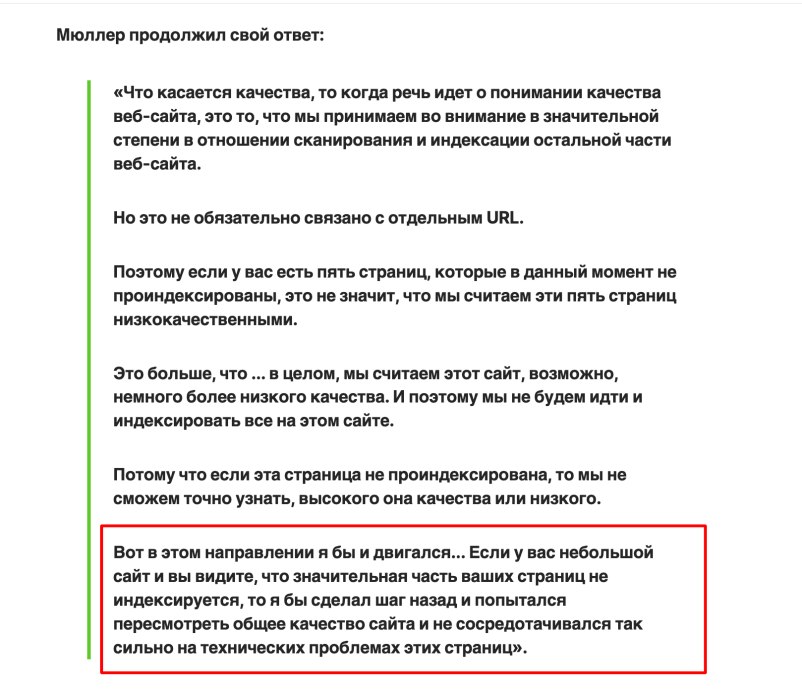 Мюллер продолжил свой ответ:
«Что касается качества, то когда речь идет о понимании качества
веб-сайта, это то, что мы принимаем во внимание в значительной
степени в отношении сканирования и индексации остальной части
веб-сайта.
Но это не обязательно связано с отдельным URL.
Поэтому если у вас есть пять страниц, которые в данный момент не
проиндексированы, это не значит, что мы считаем эти пять страниц
низкокачественными.
Это больше, что ... в целом, мы считаем этот сайт, возможно,
немного более низкого качества. И поэтому мы не будем идти и
индексировать все на этом сайте.
Потому что если эта страница не проиндексирована, то мы не
сможем точно узнать, высокого она качества или низкого.
Вот в этом направлении я бы и двигался... Если у вас небольшой
сайт и вы видите, что значительная часть ваших страниц не
индексируется, то я бы сделал шаг назад и попытался
пересмотреть общее качество сайта и не сосредотачивался так
сильно на технических проблемах этих страниц».